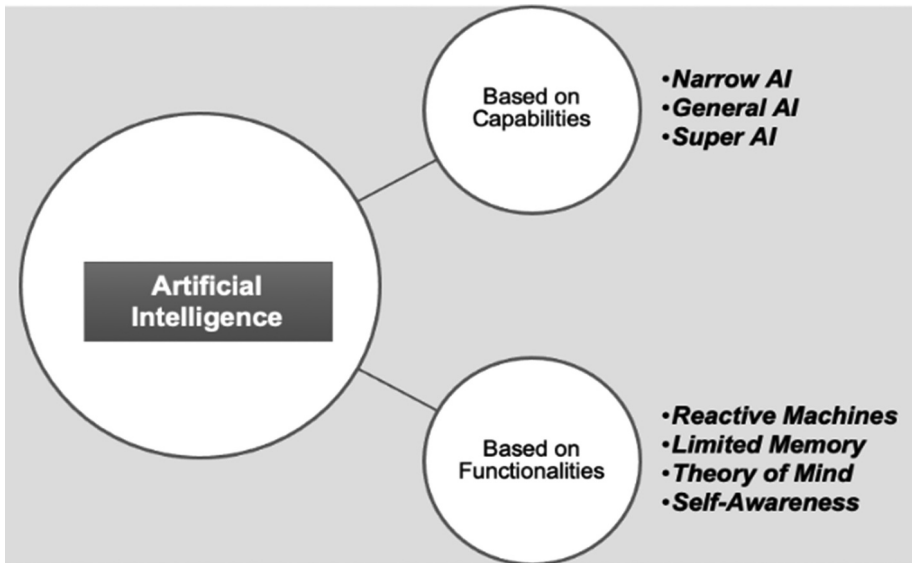 Artificial
Intelligence
Based on
Capabilities
•Narrow AI
•General AI
•Super AI
Based on
Functionalities
•Reactive Machines
•Limited Memory
•Theory of Mind
•Self-Awareness